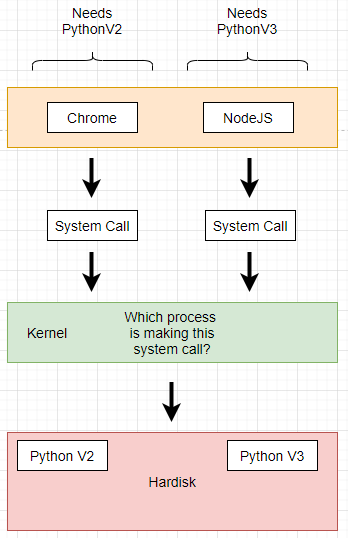 Needs
PythonV2
Needs
PythonV3
Chrome
NodeJS
System Call
System Call
Kernel
Which process
is making this
system call?
Python V2
Python V3
Hardisk